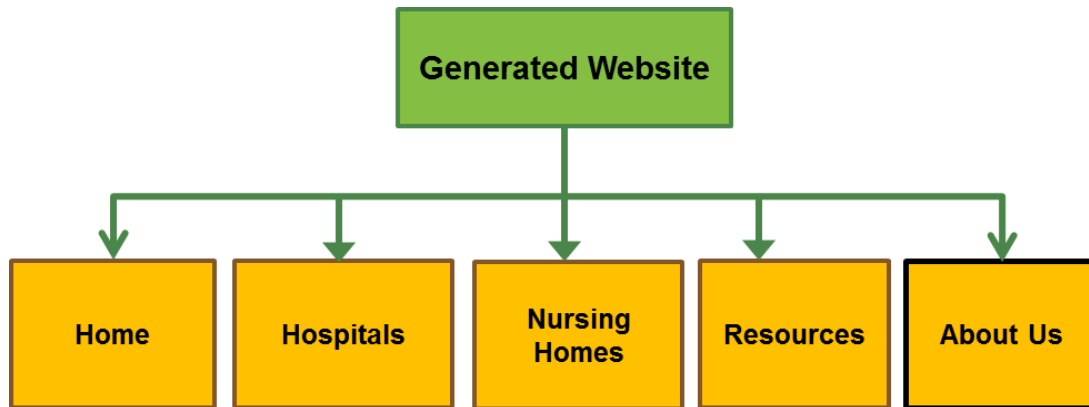 Generated Website
Home
Hospitals
Nursing
Homes
Resources
About Us